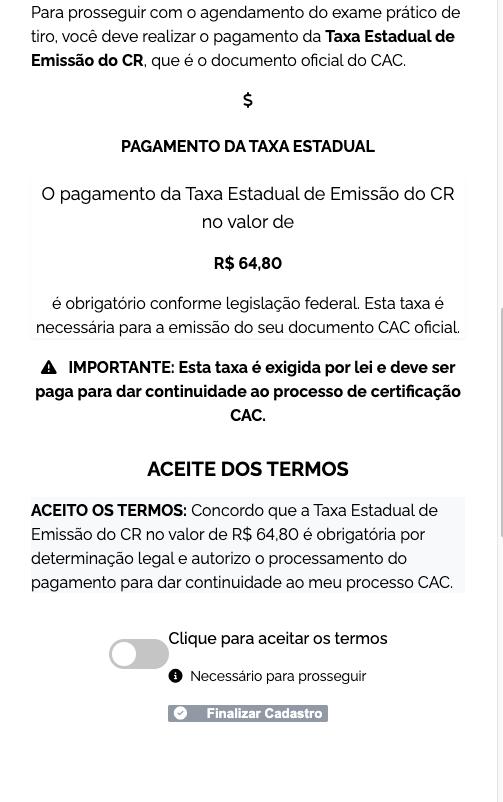 Para prosseguir com o agendamento do exame prático de
tiro, você deve realizar o pagamento da Taxa Estadual de
Emissão do CR, que é o documento oficial do CAC.
$
PAGAMENTO DA TAXA ESTADUAL
O pagamento da Taxa Estadual de Emissão do CR
no valor de
R$ 64,80
é obrigatório conforme legislação federal. Esta taxa é
necessária para a emissão do seu documento CAC oficial.
IMPORTANTE: Esta taxa é exigida por lei e deve ser
paga para dar continuidade ao processo de certificação
CAC.
ACEITE DOS TERMOS
ACEITO OS TERMOS: Concordo que a Taxa Estadual de
Emissão do CR no valor de R$ 64,80 é obrigatória por
determinação legal e autorizo o processamento do
pagamento para dar continuidade ao meu processo CAC.
Clique para aceitar os termos
Necessário para prosseguir
Finalizar Cadastro